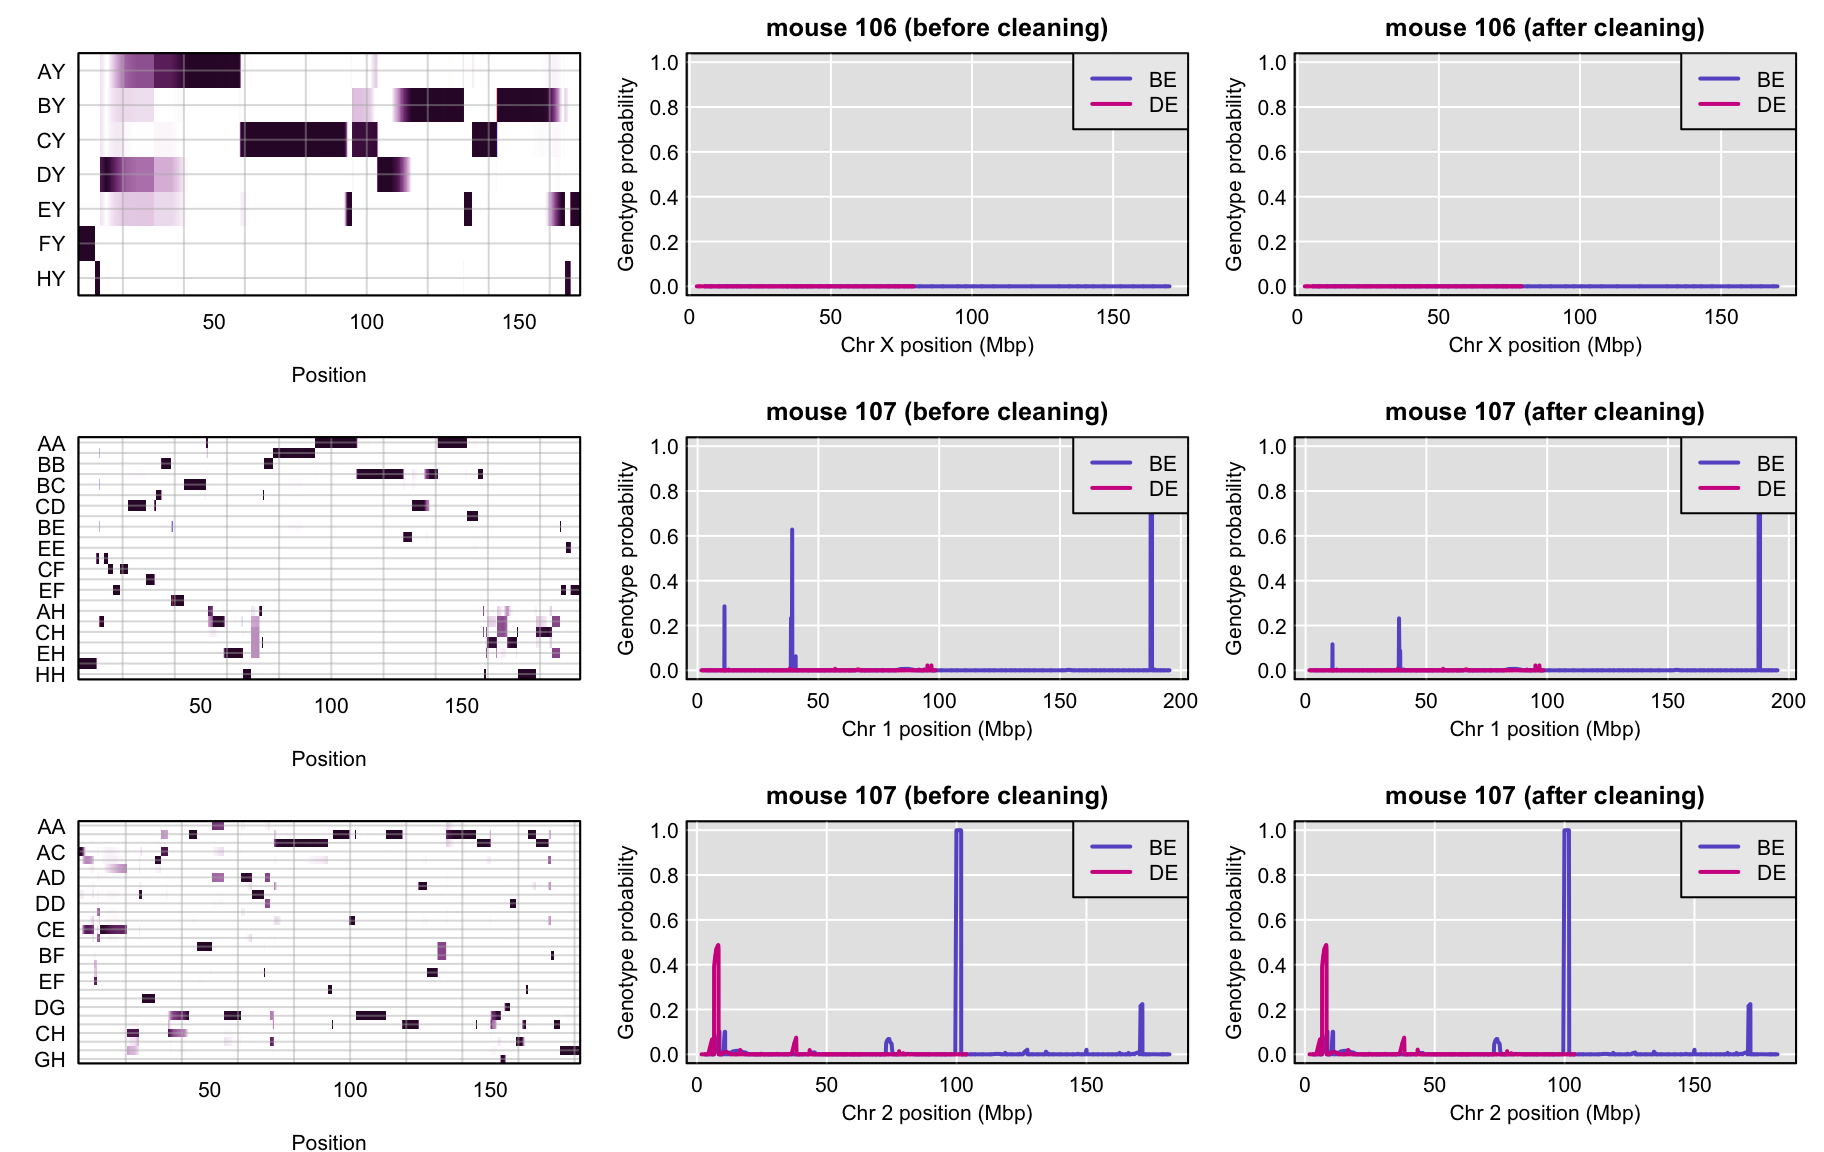 mouse 106 (before cleaning)
mouse 106 (after cleaning)
AY
BY
CY
DY
EY
FY
HY
50 100 150
Position
Genotype probability
1.0
0.8
0.6
0.4
0.2
0.0
BE
DE
0 50 100 150
Chr X position (Mbp)
Genotype probability
1.0
0.8
0.6
0.4
0.2
0.0
BE
DE
0 50 100 150
Chr X position (Mbp)
mouse 107 (before cleaning)
mouse 107 (after cleaning)
AA
BB
BC
CD
BE
EE
CF
EF
AH
CH
EH
HH
50 100 150
Position
Genotype probability
1.0
0.8
0.6
0.4
0.2
0.0
BE
DE
0 50 100 150 200
Chr 1 position (Mbp)
Genotype probability
1.0
0.8
0.6
0.4
0.2
0.0
BE
DE
0 50 100 150 200
Chr 1 position (Mbp)
mouse 107 (before cleaning)
mouse 107 (after cleaning)
AA
AC
AD
DD
CE
BF
EF
DG
CH
GH
50 100 150
Position
Genotype probability
1.0
0.8
0.6
0.4
0.2
0.0
BE
DE
0 50 100 150
Chr 2 position (Mbp)
Genotype probability
1.0
0.8
0.6
0.4
0.2
0.0
BE
DE
0 50 100 150
Chr 2 position (Mbp)